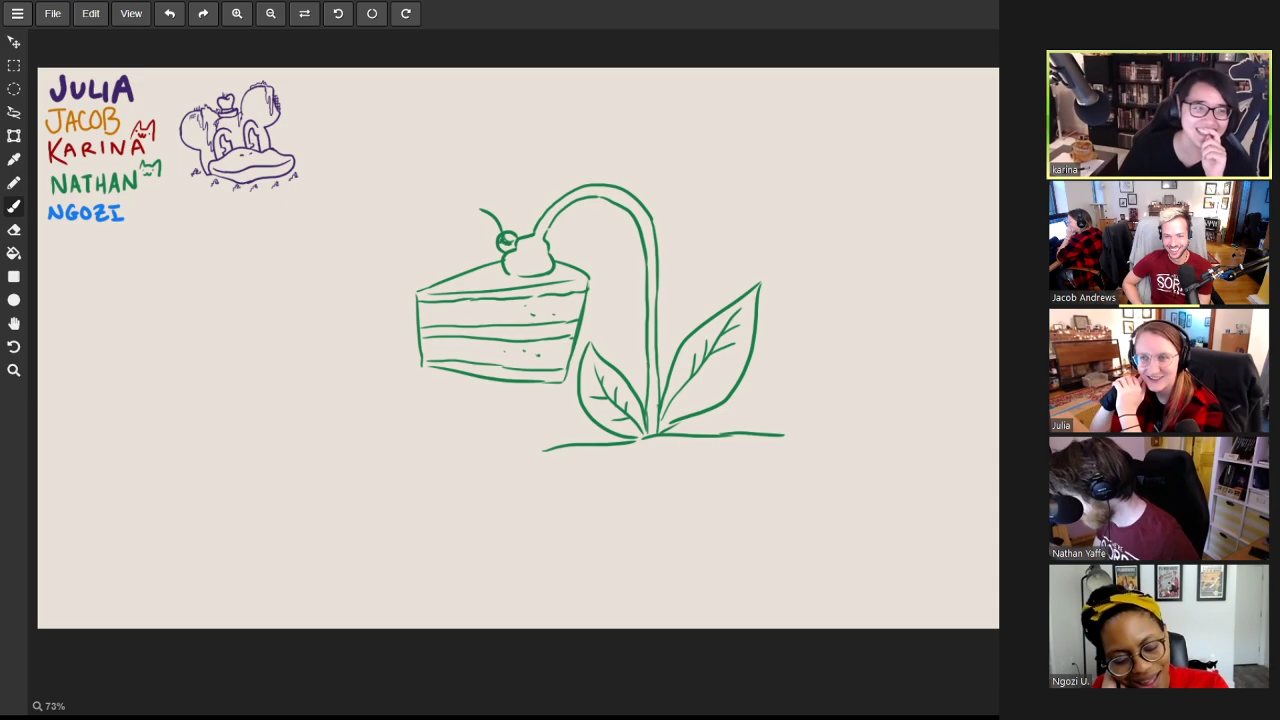 File Edit View
JULIA
JACOB
KARINA
NATHAN
NGOZI
73%
karina
Jacob Andrews
Julia
Nathan Yaffe
Ngozi U.